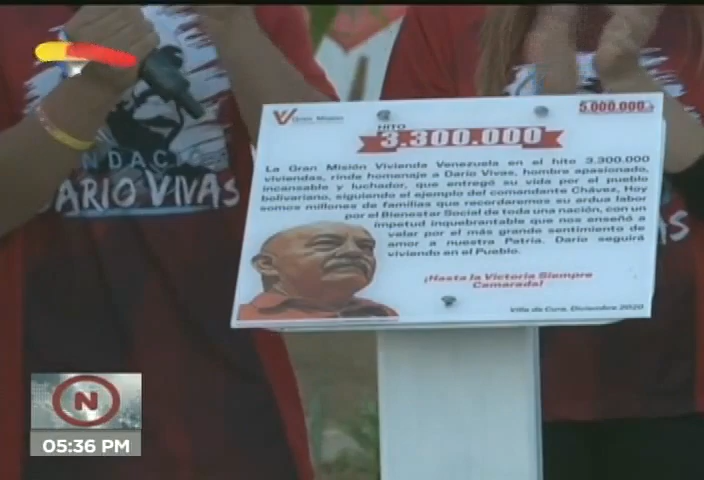 Gran Misión
5.000.000
HITO
3.300.000
La Gran Misión Vivienda Venezuela en el hito 3.300.000
viviendas, rinde homenaje a Darío Vivas, hombre apasionado,
incansable y luchador, que entregó su vida por el pueblo
bolivariano, siguiendo el ejemplo del comandante Chávez, Hoy
somos millones de familias que recordaremos su ardua labor
por el Bienestar Social de toda una nación, con un
ímpetud inquebrantable que nos enseñó a
velar por el más grande sentimiento de
amor a nuestra Patria. Darío seguirá
viviendo en el Pueblo.
¡Hasta la Victoria Siempre
Camarada!
Villa de Cura, Diciembre 2020
NDACIÓ
ARIO VIVAS
AS
N
05:36 PM